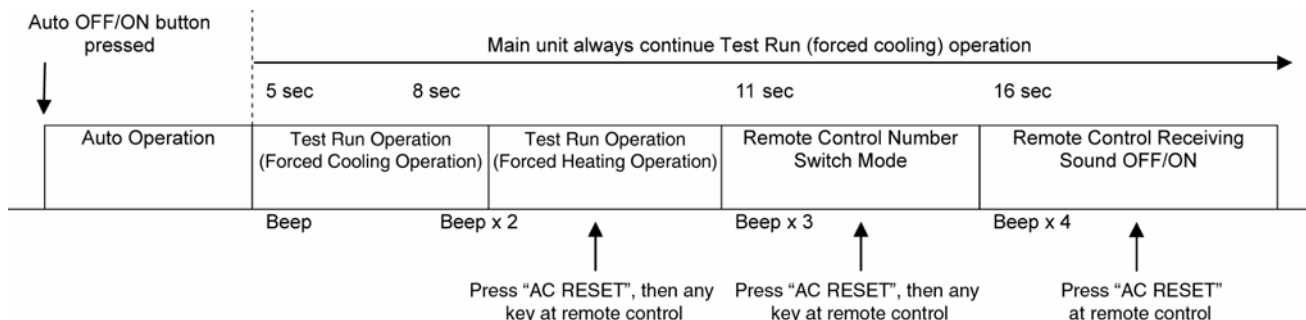 Auto OFF/ON button
pressed
Main unit always continue Test Run (forced cooling) operation
5 sec
8 sec
11 sec
16 sec
Auto Operation
Test Run Operation
(Forced Cooling Operation)
Test Run Operation
(Forced Heating Operation)
Remote Control Number
Switch Mode
Remote Control Receiving
Sound OFF/ON
Beep
Beep x 2
Beep x 3
Beep x 4
Press “AC RESET”, then any
key at remote control
Press “AC RESET”, then any
key at remote control
Press “AC RESET”
at remote control